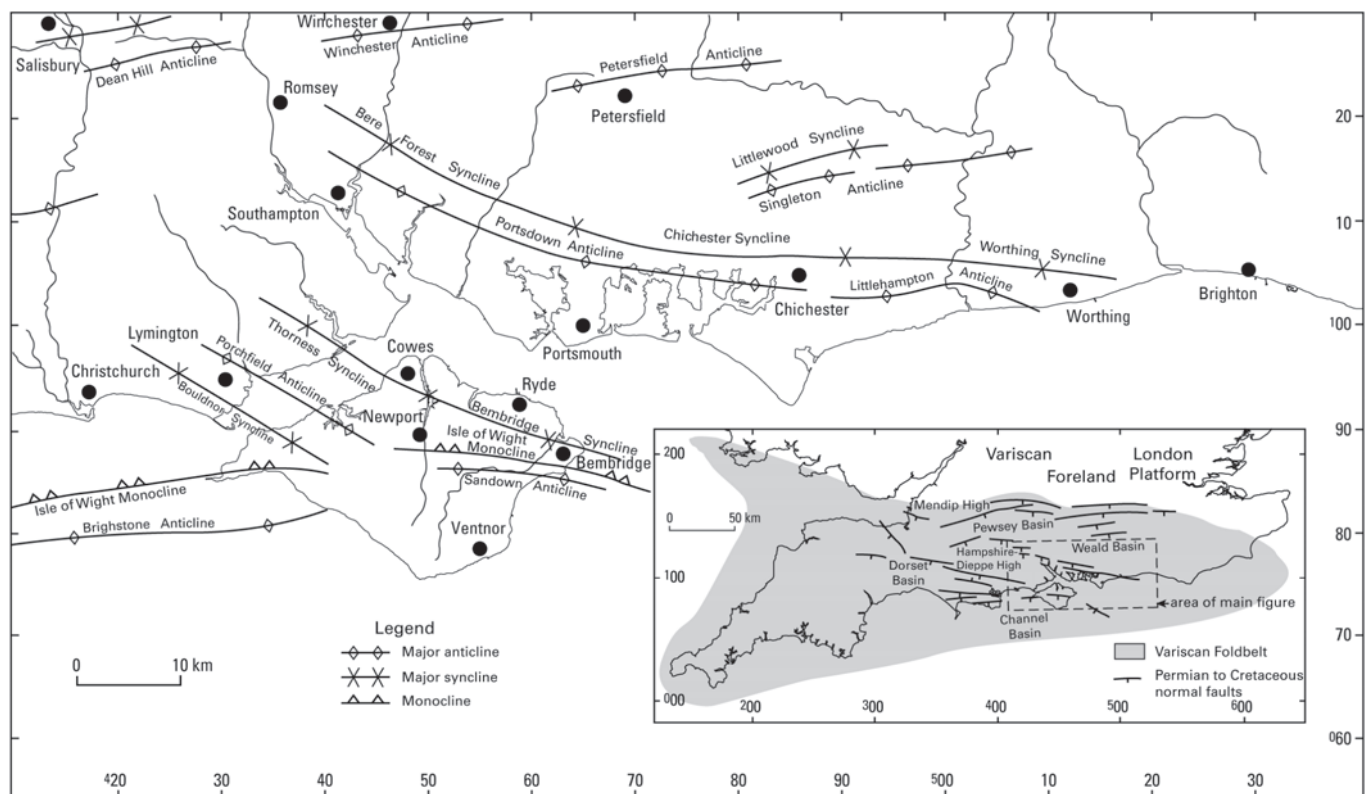 Winchester
Winchester Anticline
Salisbury
Dean Hill Anticline
Romsey
Petersfield Anticline
Petersfield
20
Bere Forest Syncline
Littlewood Syncline
Singleton Anticline
Southampton
10
Portsdown Anticline
Chichester Syncline
Worthing Syncline
Littlehampton Anticline
Chichester
Worthing
Brighton
Portsmouth
100
Lymington
Thorness Syncline
Porchfield Anticline
Cowes
Christchurch
Bouldnor Syncline
Ryde
Newport
Bembridge Syncline
Isle of Wight
Monocline
Bembridge
90
Isle of Wight Monocline
Sandown Anticline
Brighstone Anticline
Ventnor
80
70
060
Legend
Major anticline
Major syncline
Monocline
0 10 km
420 30 40 50 60 70 80 90 500 10 20 30
200
Variscan
Foreland
London
Platform
Mendip High
0 50 km
Pewsey Basin
Weald Basin
Hampshire-
Dieppe High
Dorset
Basin
100
area of main figure
Channel
Basin
Variscan Foldbelt
Permian to Cretaceous
normal faults
000
200 300 400 500 600